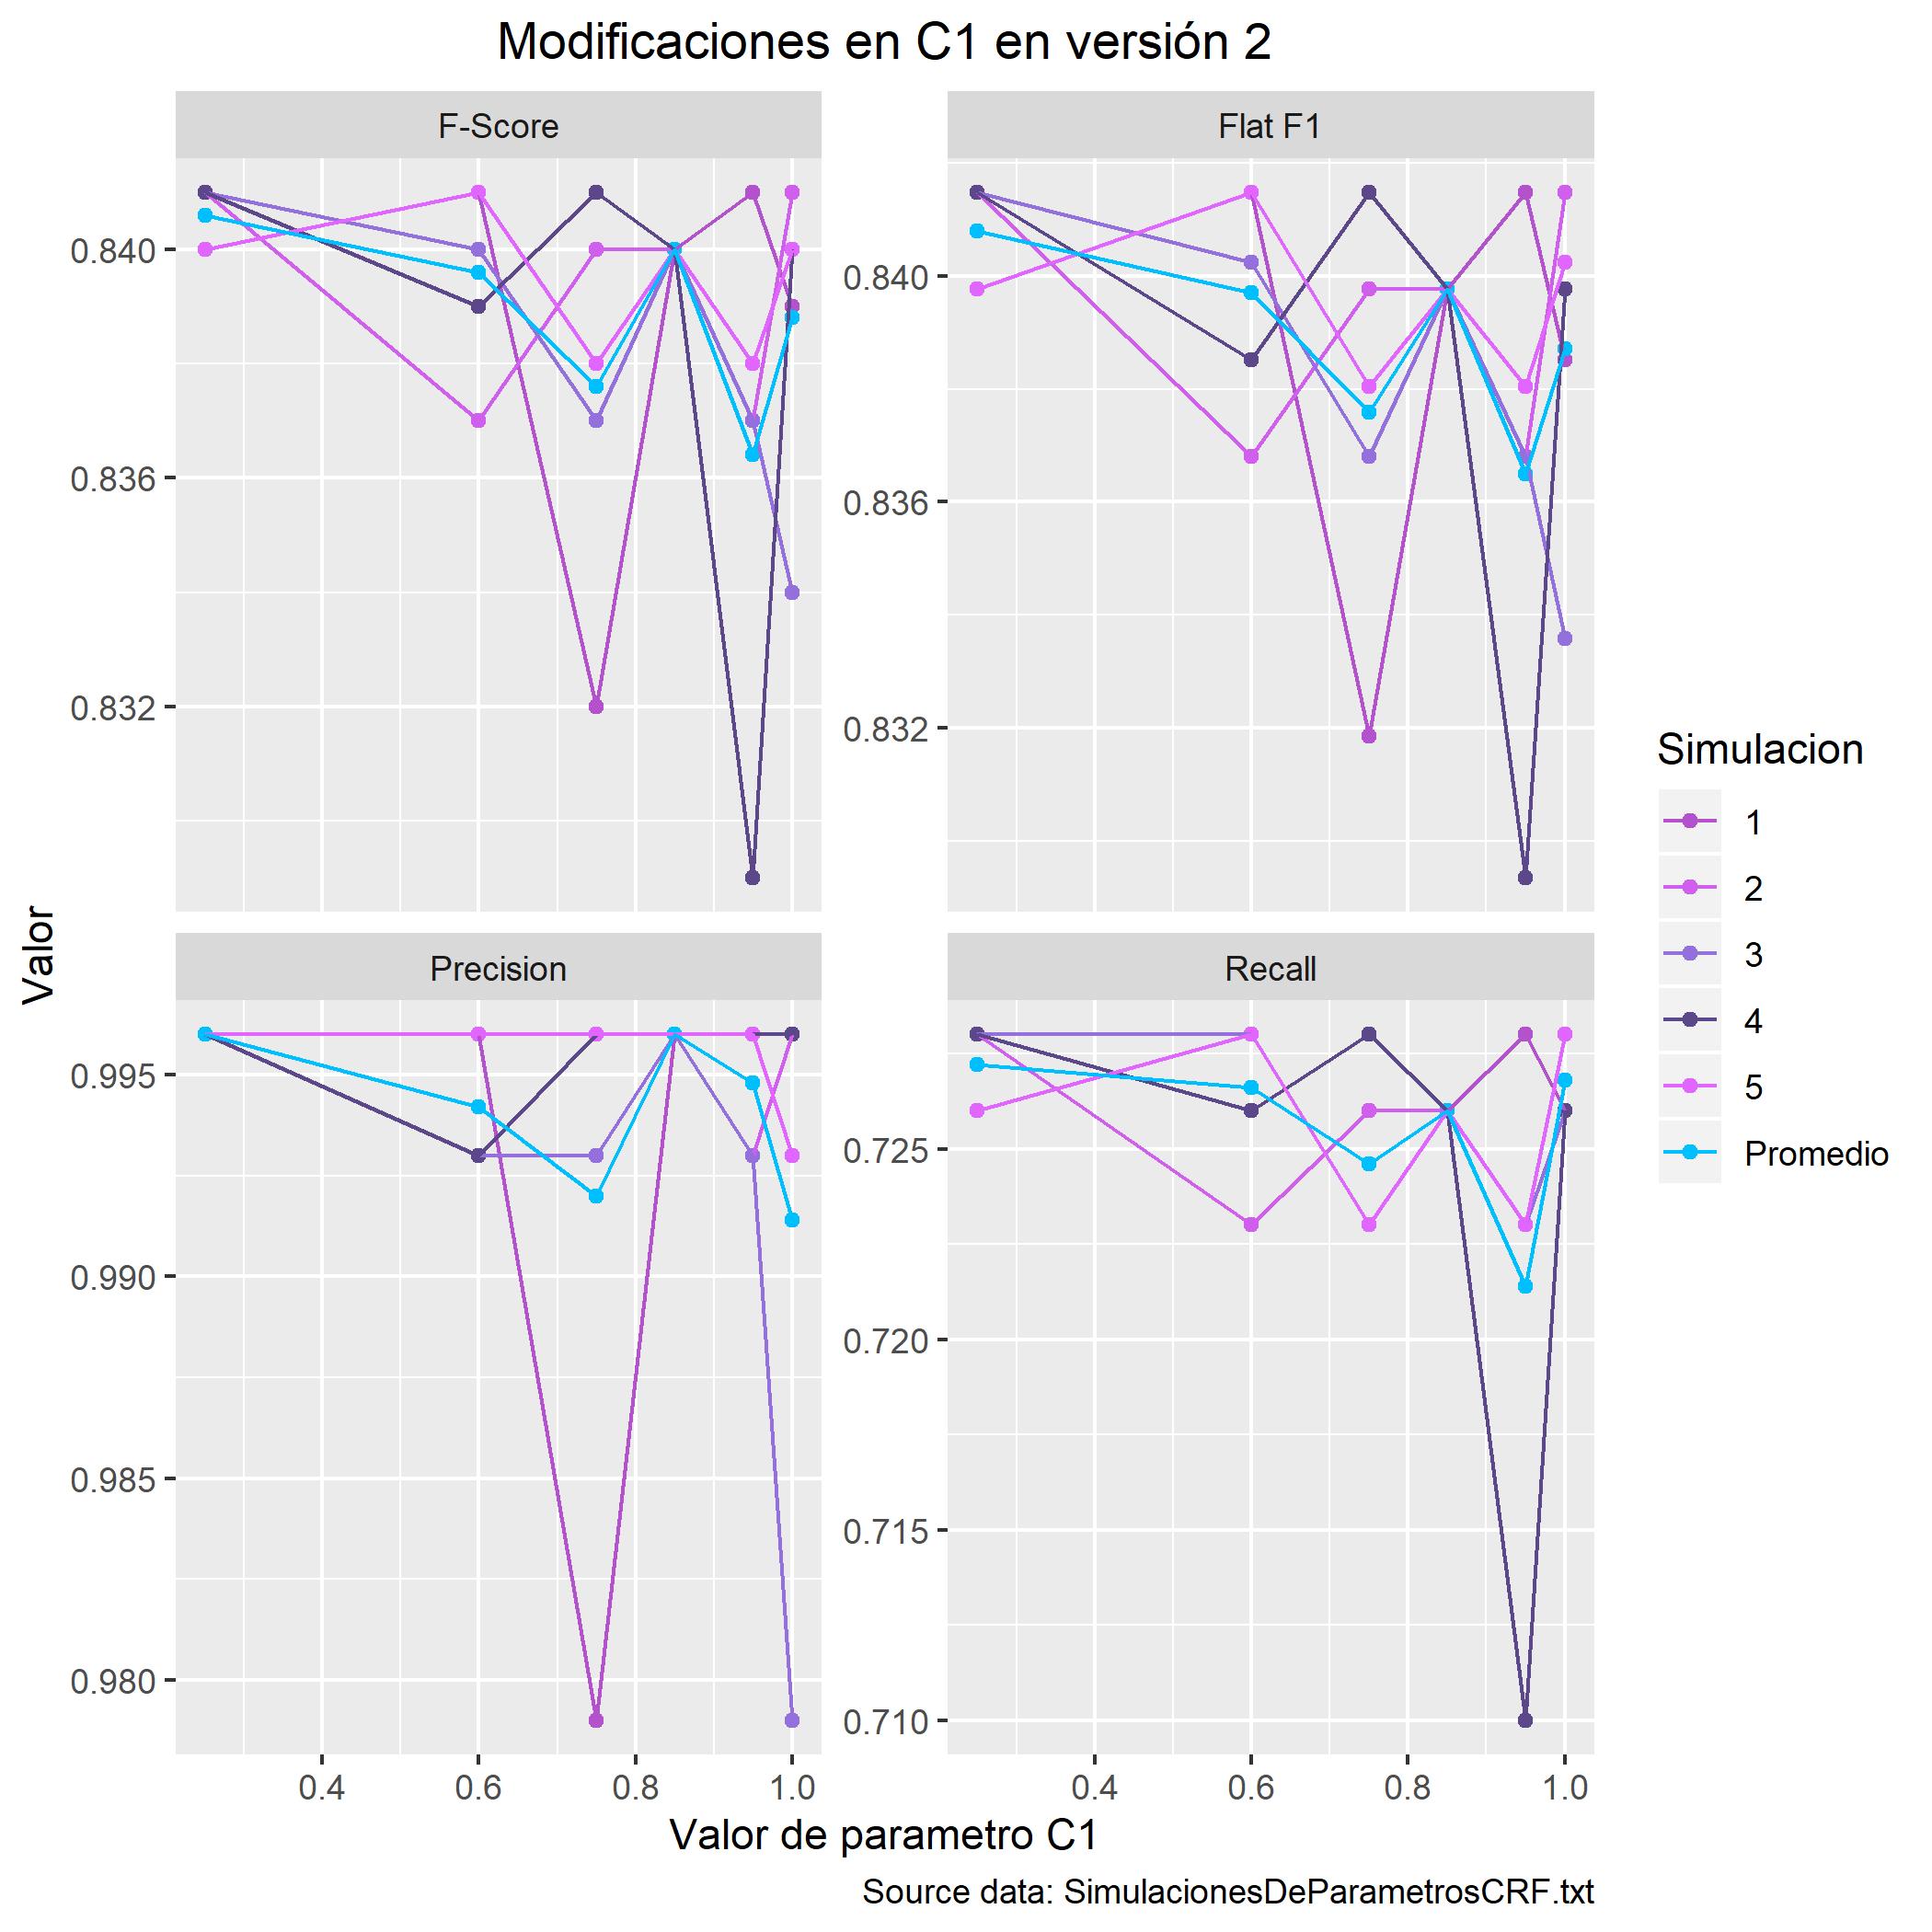 Modificaciones en C1 en versión 2
F-Score
Flat F1
0.840
0.836
0.832
0.840
0.836
0.832
Precision
Recall
0.995
0.990
0.985
0.980
0.725
0.720
0.715
0.710
0.4 0.6 0.8 1.0
0.4 0.6 0.8 1.0
Valor
Valor de parametro C1
Simulacion
1
2
3
4
5
Promedio
Source data: SimulacionesDeParametrosCRF.txt